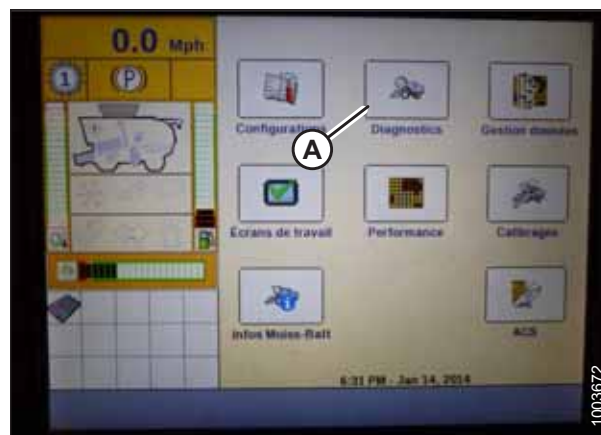 0.0 Mph
1 (P)
Configurations Diagnostics Gestion données
A
Ecrans de travail Performance Calibrages
Infos Moiss-Batt ACS
6:31 PM - Jan 14, 2014
1003672